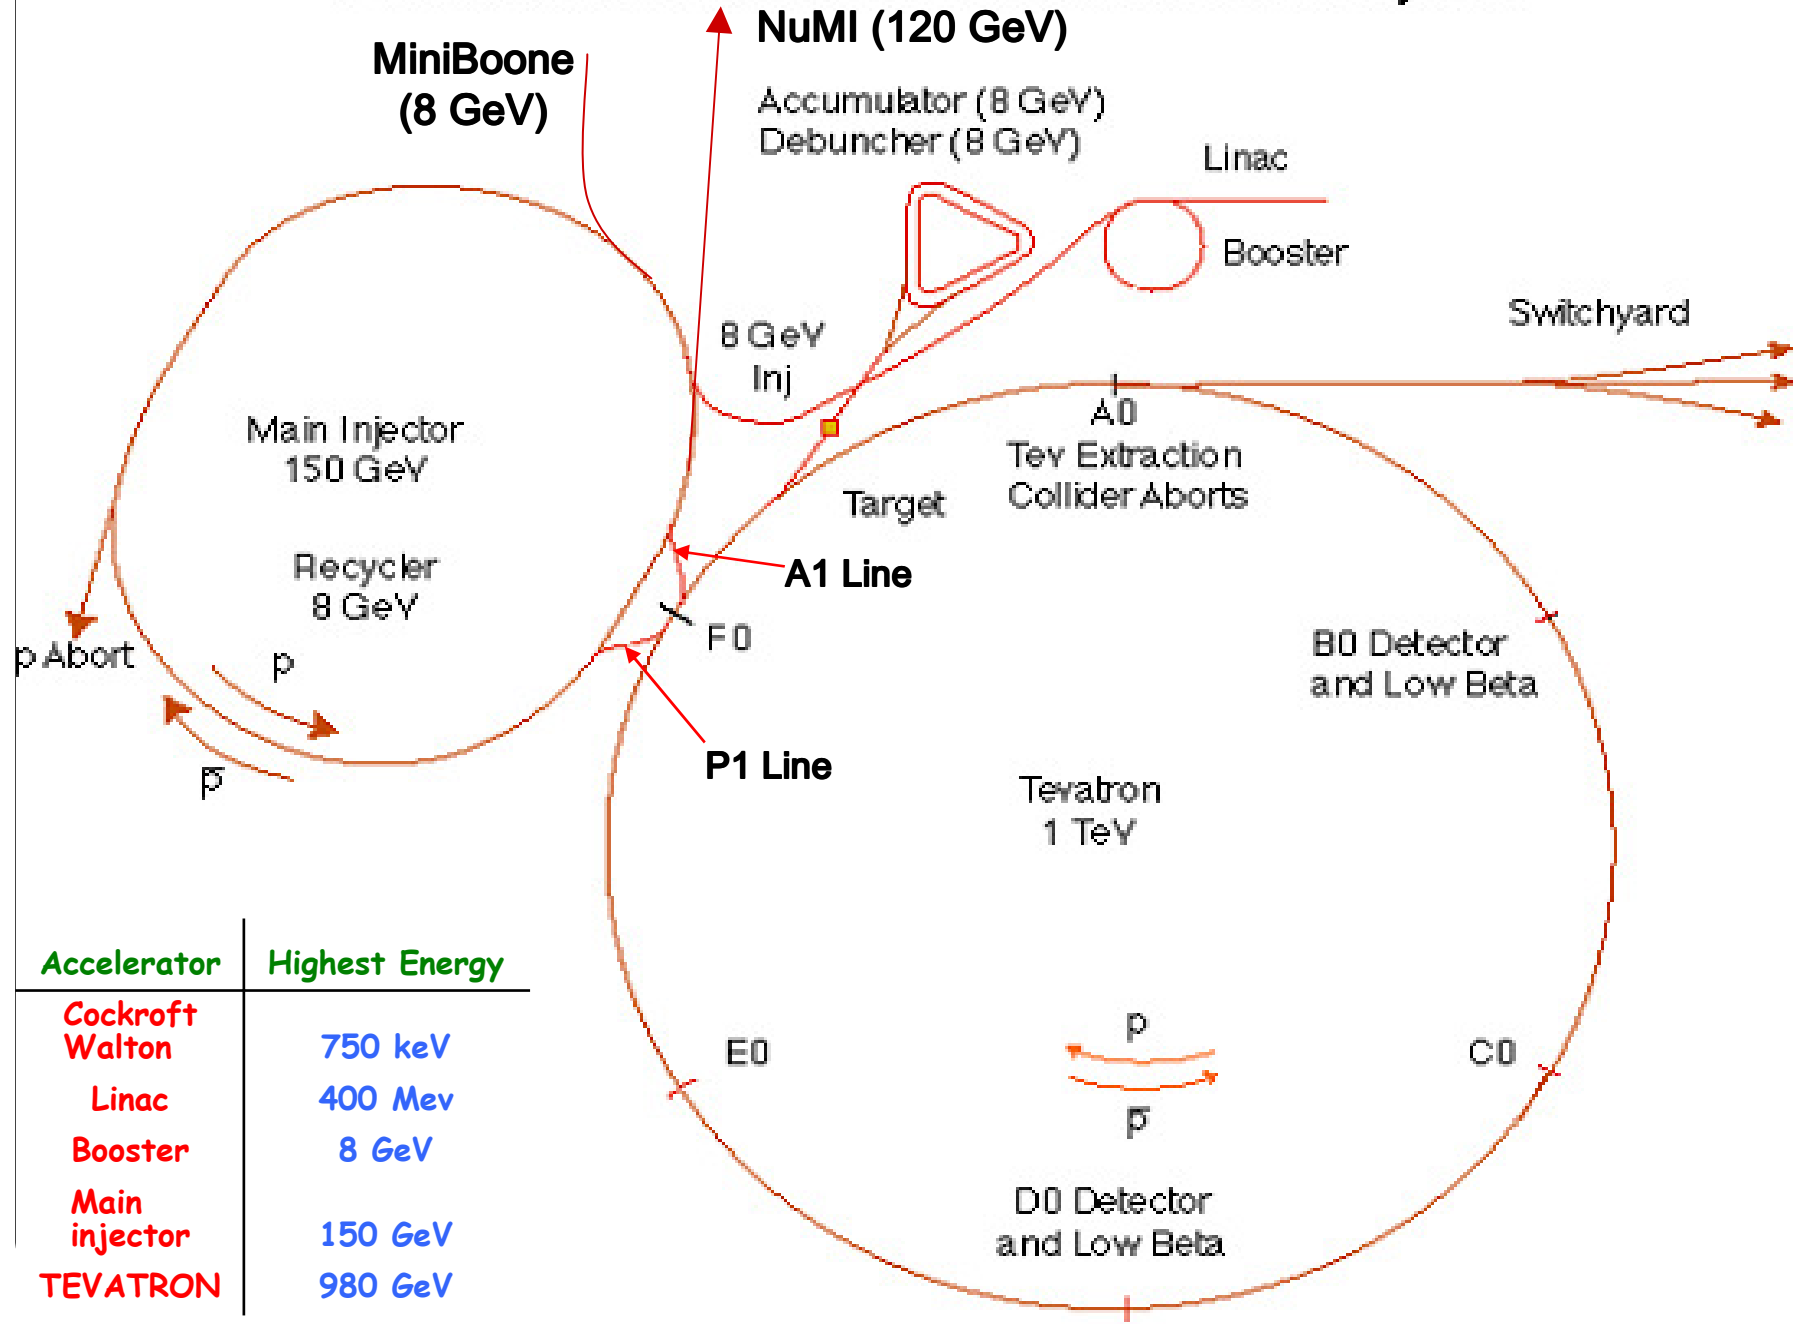 NuMI (120 GeV)
MiniBoone
(8 GeV)
Accumulator (8 GeV)
Debuncher (8 GeV)
Linac
Booster
Switchyard
8 GeV
Inj
A0
Tev Extraction
Collider Aborts
Main Injector
150 GeV
Target
Recycler
8 GeV
A1 Line
F0
p Abort
p
B0 Detector
and Low Beta
p̅
P1 Line
Tevatron
1 TeV
Accelerator Highest Energy
Cockroft
Walton 750 keV
Linac 400 Mev
Booster 8 GeV
Main
injector 150 GeV
TEVATRON 980 GeV
E0
p
p̅
C0
D0 Detector
and Low Beta